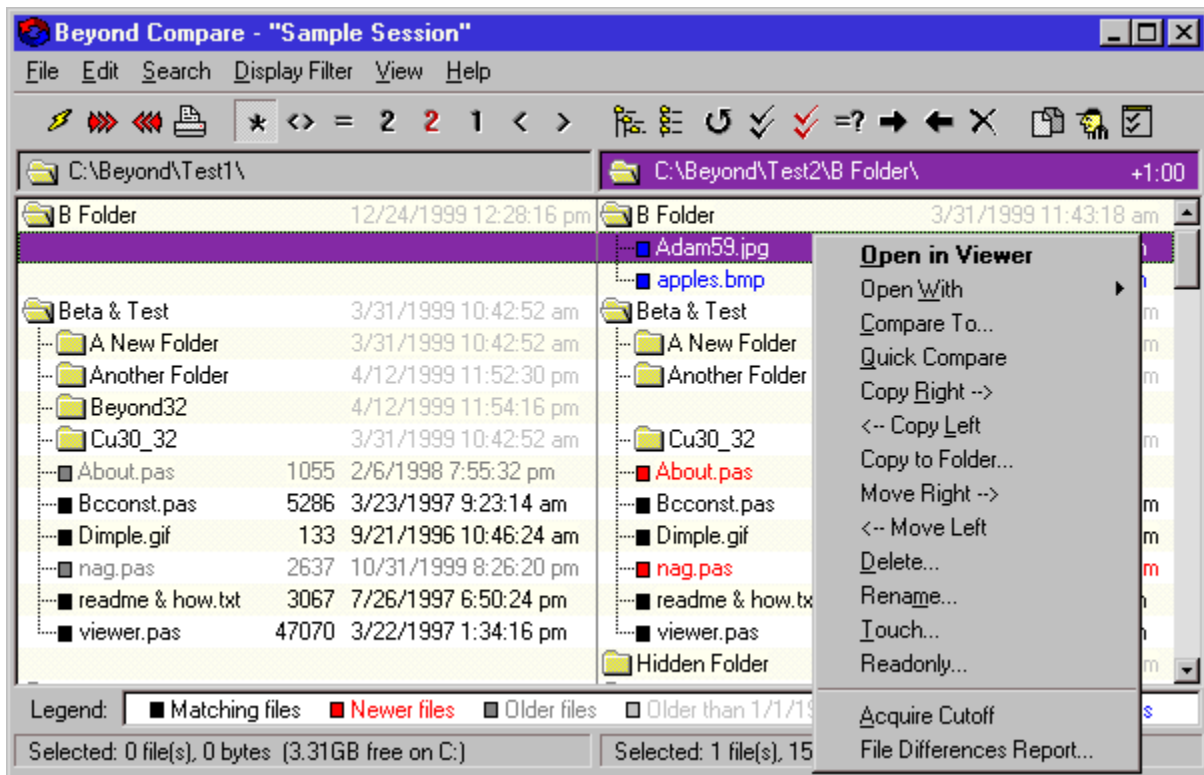 Beyond Compare - "Sample Session"
File Edit Search Display Filter View Help
* <> = 2 2 1 < > =?
C:\Beyond\Test1\ C:\Beyond\Test2\B Folder\ +1:00
B Folder 12/24/1999 12:28:16 pm B Folder 3/31/1999 11:43:18 am
Adam59.jpg
apples.bmp
Beta & Test 3/31/1999 10:42:52 am Beta & Test
A New Folder 3/31/1999 10:42:52 am A New Folder
Another Folder 4/12/1999 11:52:30 pm Another Folder
Beyond32 4/12/1999 11:54:16 pm
Cu30_32 3/31/1999 10:42:52 am Cu30_32
About.pas 1055 2/6/1998 7:55:32 pm About.pas
Bcconst.pas 5286 3/23/1997 9:23:14 am Bcconst.pas
Dimple.gif 133 9/21/1996 10:46:24 am Dimple.gif
nag.pas 2637 10/31/1999 8:26:20 pm nag.pas
readme & how.txt 3067 7/26/1997 6:50:24 pm readme & how.tx
viewer.pas 47070 3/22/1997 1:34:16 pm viewer.pas
Hidden Folder
Open in Viewer
Open With
Compare To...
Quick Compare
Copy Right -->
<-- Copy Left
Copy to Folder...
Move Right -->
<-- Move Left
Delete...
Rename...
Touch...
Readonly...
Acquire Cutoff
File Differences Report...
Legend: Matching files Newer files Older files Older than 1/1/19
Selected: 0 file(s), 0 bytes (3.31GB free on C:) Selected: 1 file(s), 15